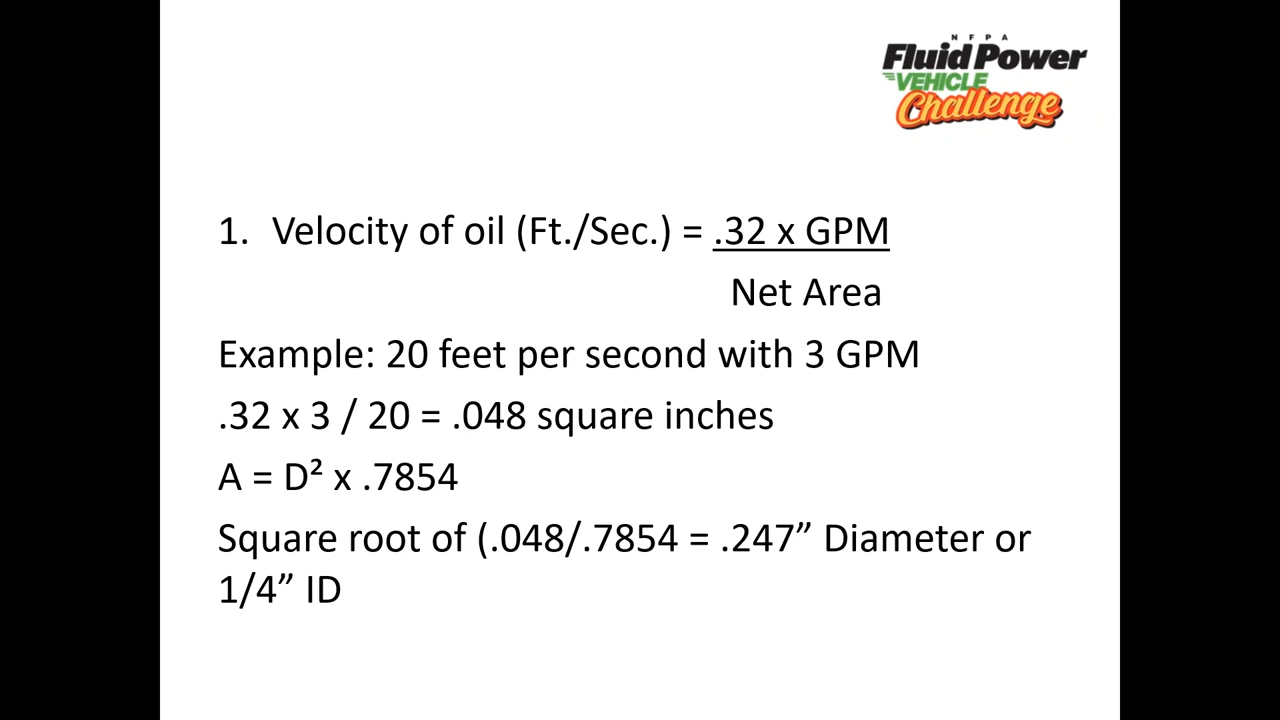 NFPA
Fluid Power
VEHICLE
Challenge
1. Velocity of oil (Ft./Sec.) = .32 x GPM
Net Area
Example: 20 feet per second with 3 GPM
.32 x 3 / 20 = .048 square inches
A = D² x .7854
Square root of (.048/.7854 = .247” Diameter or
1/4” ID